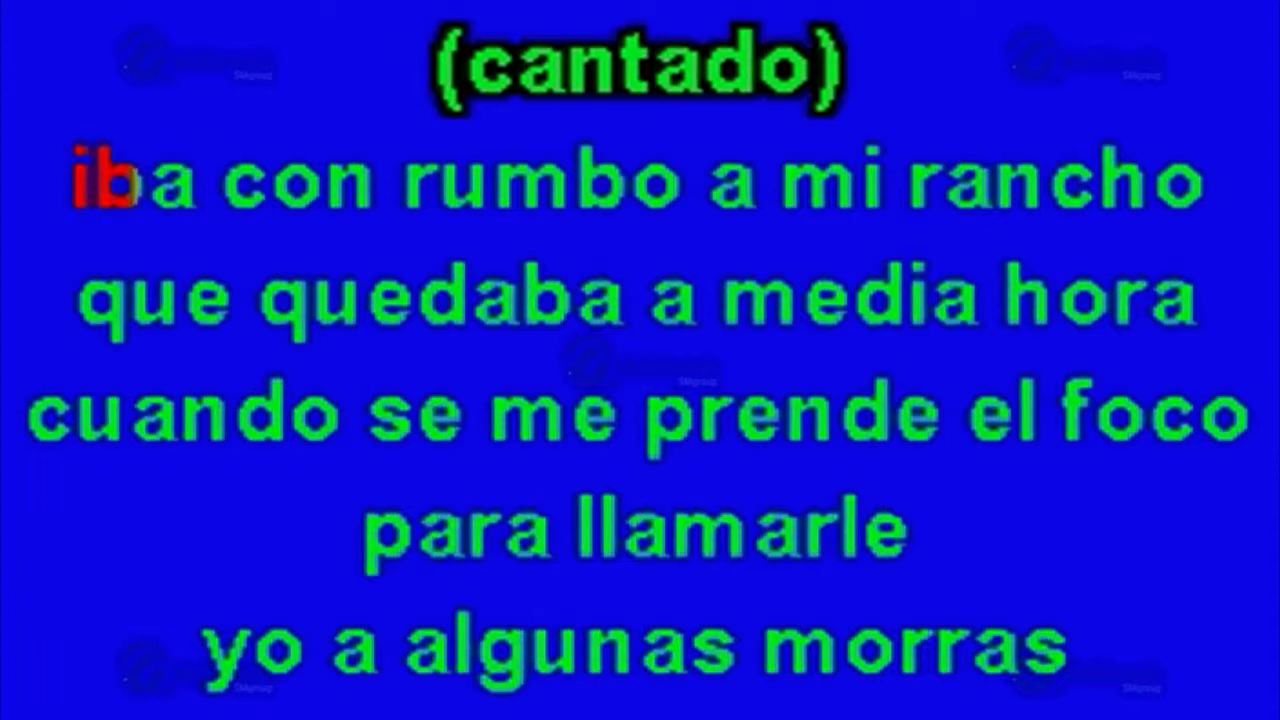 (cantado)
iba con rumbo a mi rancho
que quedaba a media hora
cuando se me prende el foco
para llamarle
yo a algunas morras